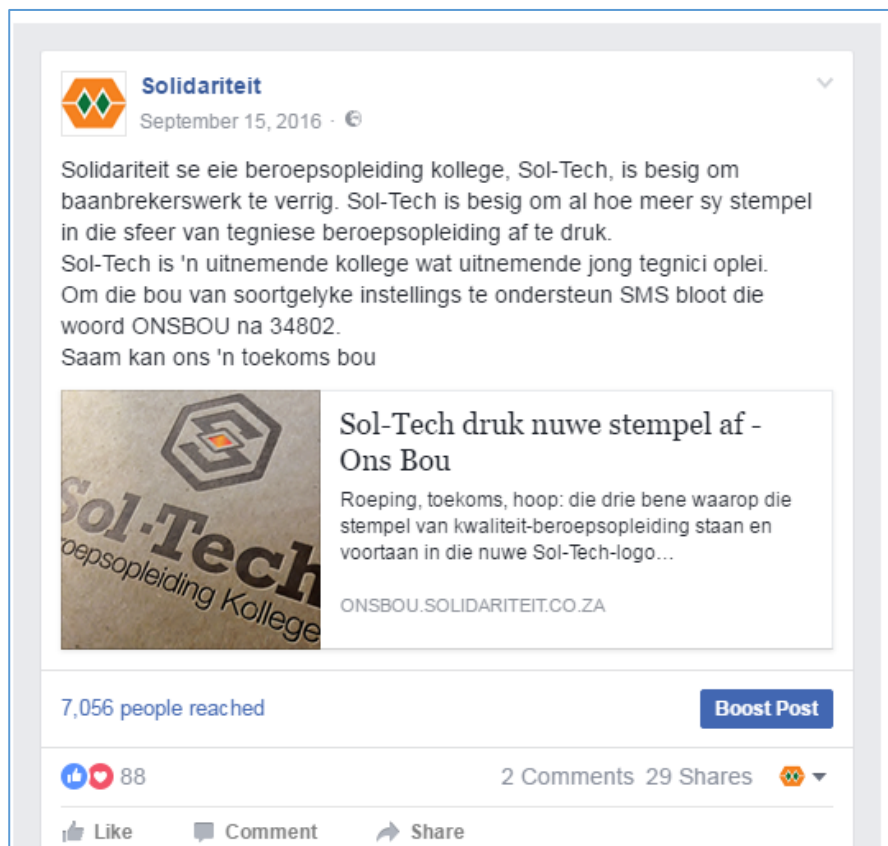 Solidariteit
September 15, 2016 ·
Solidariteit se eie beroepsopleiding kollege, Sol-Tech, is besig om
baanbrekerswerk te verrig. Sol-Tech is besig om al hoe meer sy stempel
in die sfeer van tegniese beroepsopleiding af te druk.
Sol-Tech is 'n uitnemende kollege wat uitnemende jong tegnici oplei.
Om die bou van soortgelyke instellings te ondersteun SMS bloot die
woord ONSBOU na 34802.
Saam kan ons 'n toekoms bou
Sol-Tech
roepsopleiding Kollege
Sol-Tech druk nuwe stempel af -
Ons Bou
Roeping, toekoms, hoop: die drie bene waarop die
stempel van kwaliteit-beroepsopleiding staan en
voortaan in die nuwe Sol-Tech-logo...
ONSBOU.SOLIDARITEIT.CO.ZA
7,056 people reached
Boost Post
88
2 Comments 29 Shares
Like Comment Share